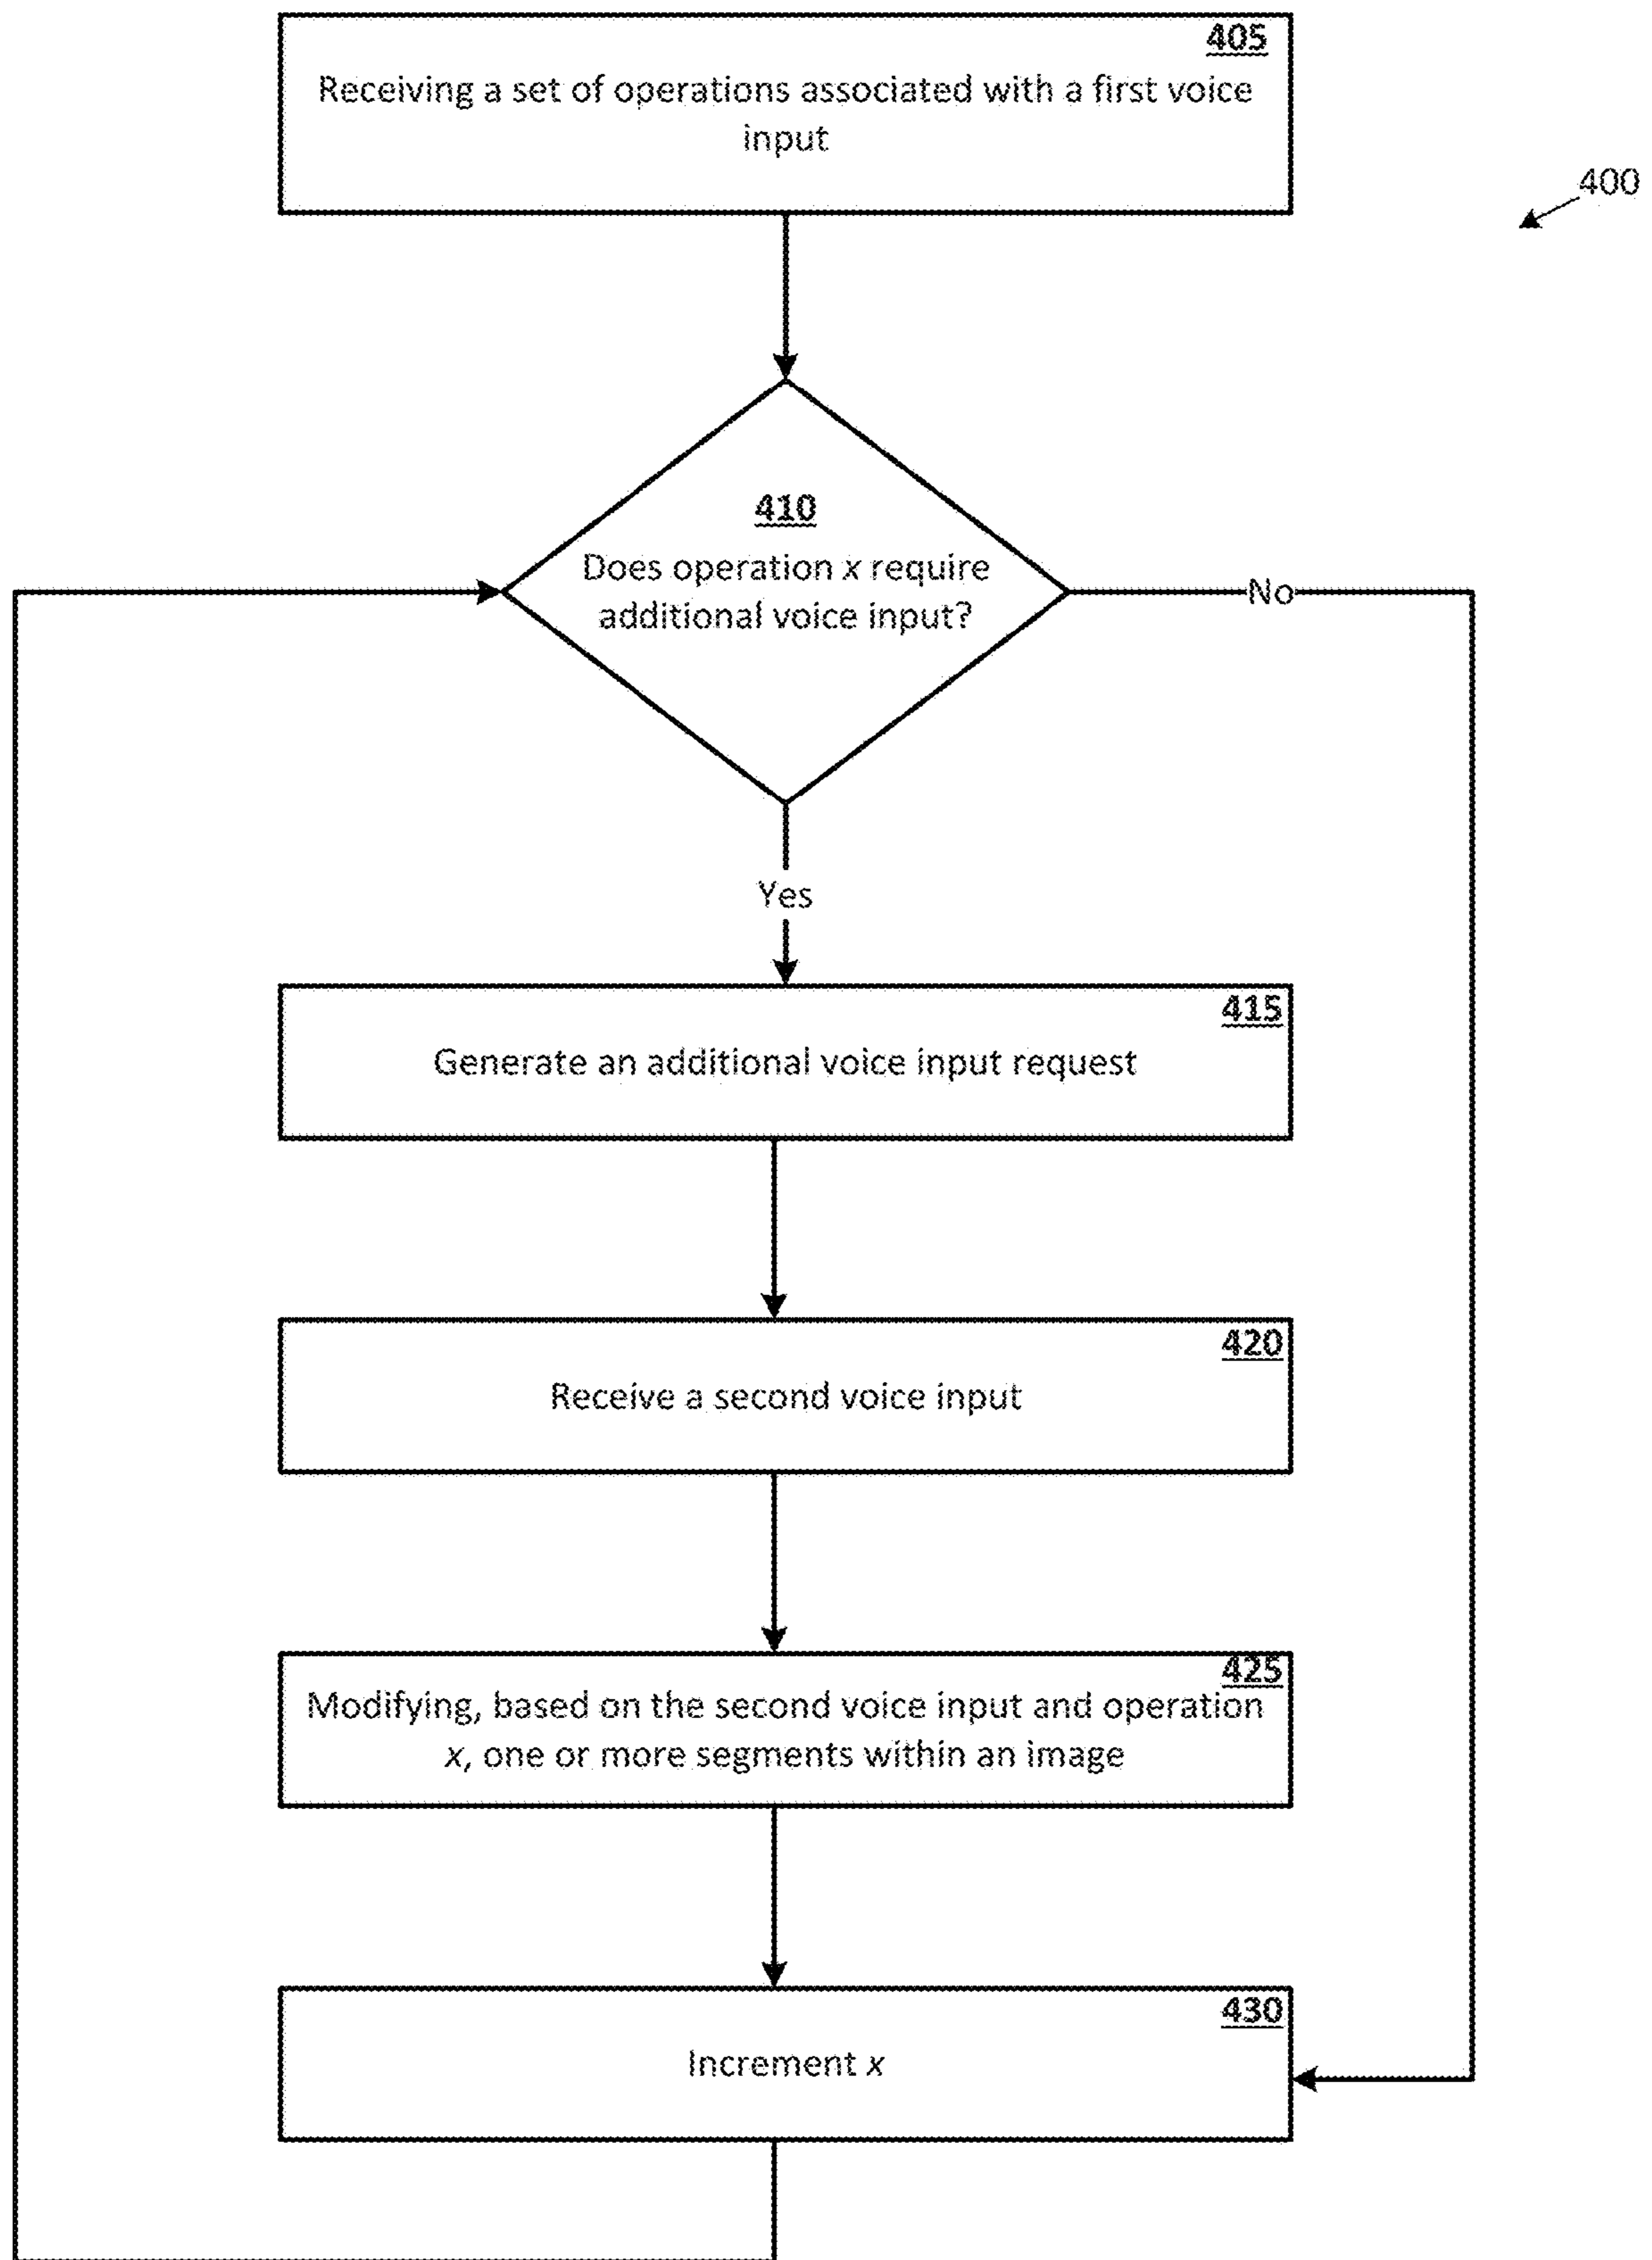 405
Receiving a set of operations associated with a first voice
input
400
410
Does operation x require
additional voice input?
No
Yes
415
Generate an additional voice input request
420
Receive a second voice input
425
Modifying, based on the second voice input and operation
x, one or more segments within an image
430
Increment x